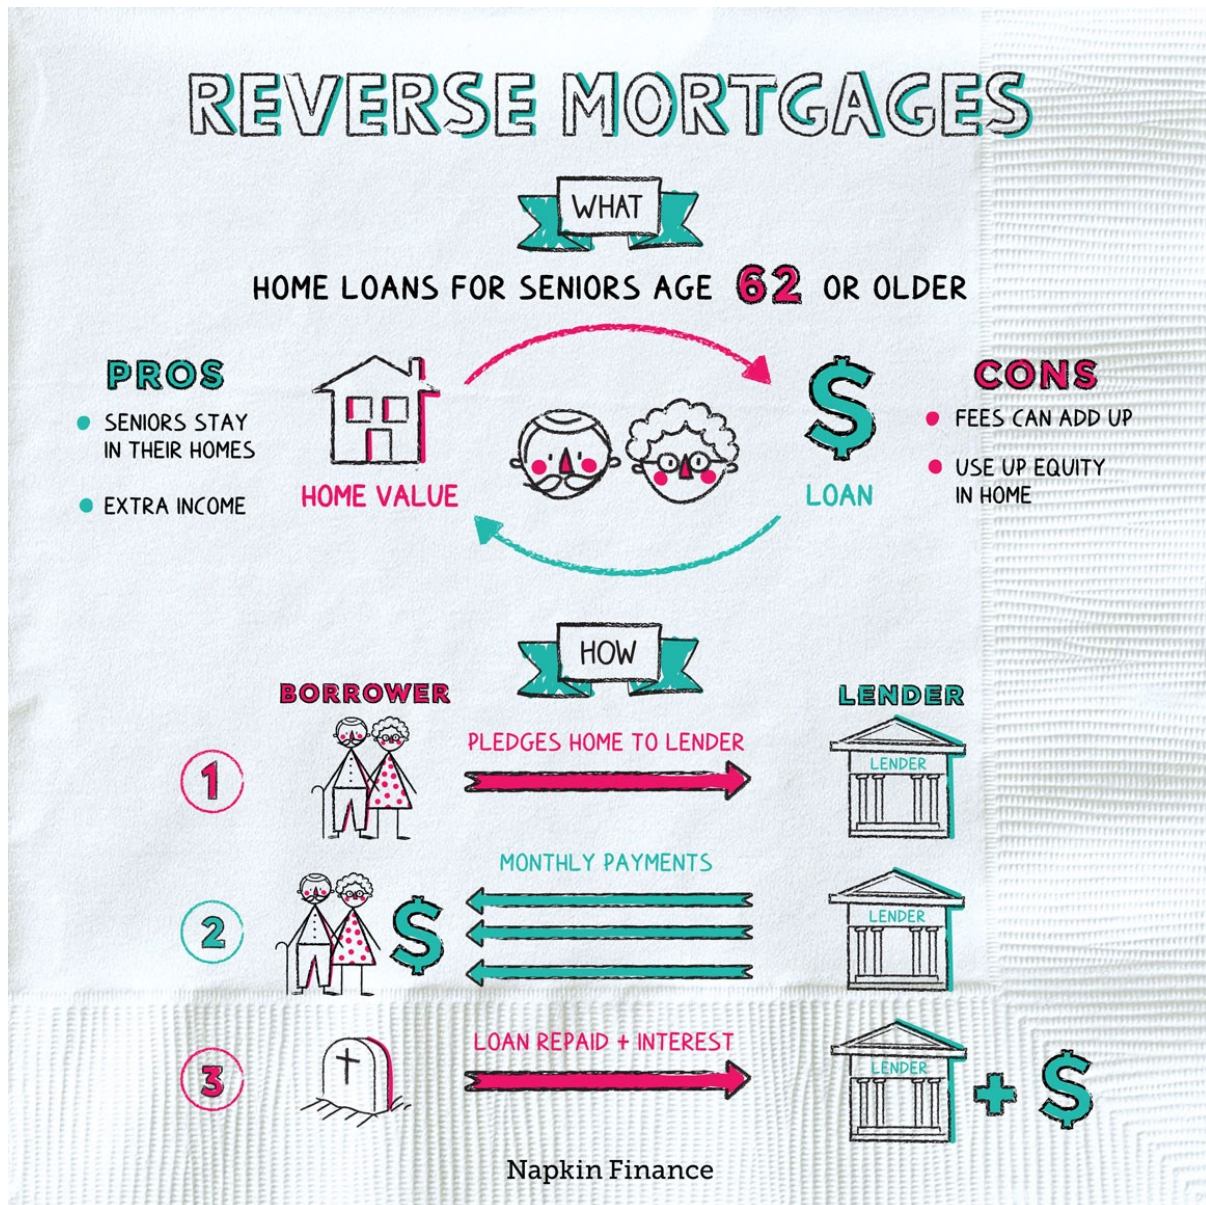 REVERSE MORTGAGES
WHAT
HOME LOANS FOR SENIORS AGE 62 OR OLDER
PROS
SENIORS STAY
IN THEIR HOMES
EXTRA INCOME
HOME VALUE
$
LOAN
CONS
FEES CAN ADD UP
USE UP EQUITY
IN HOME
HOW
BORROWER
LENDER
1
PLEDGES HOME TO LENDER
LENDER
2
$
MONTHLY PAYMENTS
LENDER
3
LOAN REPAID + INTEREST
LENDER
+ $
Napkin Finance